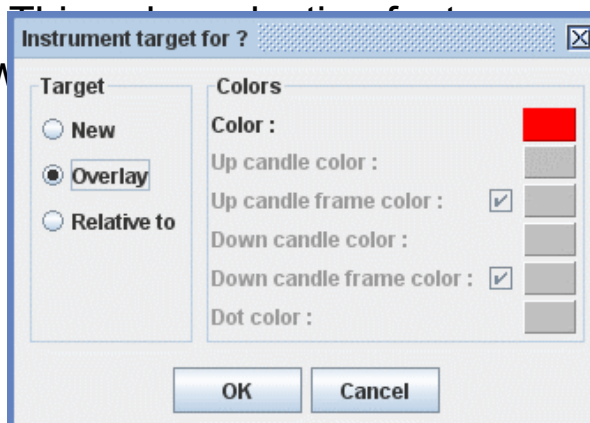 Instrument target for ?
Target
New
Overlay
Relative to
Colors
Color :
Up candle color :
Up candle frame color :
Down candle color :
Down candle frame color :
Dot color :
OK
Cancel